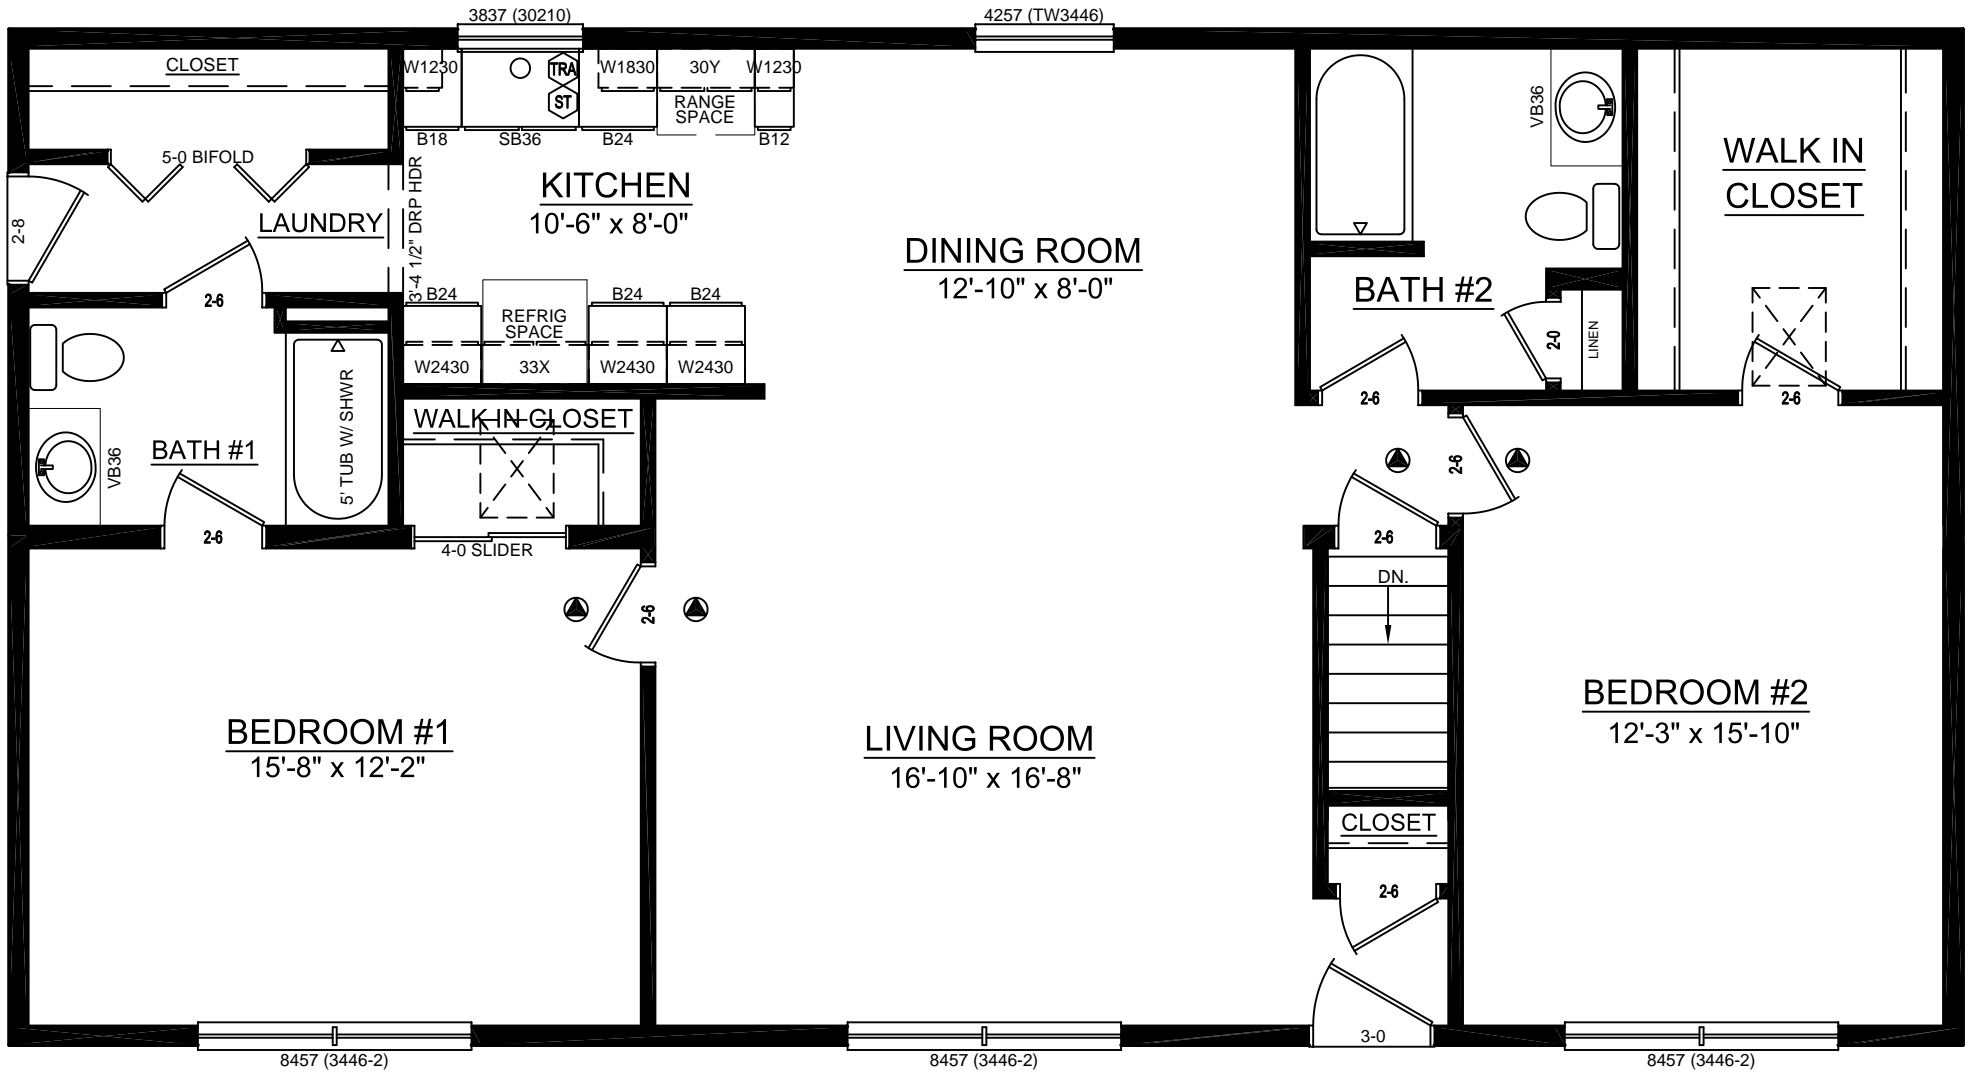 3837 (30210)
4257 (TW3446)
CLOSET
W1230
TRA
ST
W1830
30Y
W1230
RANGE
SPACE
B18
SB36
B24
B12
5-0 BIFOLD
2-8
LAUNDRY
3'-4 1/2" DRP HDR
KITCHEN
10'-6" x 8'-0"
DINING ROOM
12'-10" x 8'-0"
VB36
WALK IN
CLOSET
BATH #2
2-0
LINEN
2-6
B24
REFRIG
SPACE
B24
B24
W2430
33X
W2430
W2430
5' TUB W/ SHWR
VB36
BATH #1
WALK IN CLOSET
2-6
2-6
2-6
2-6
2-6
4-0 SLIDER
DN.
2-6
BEDROOM #1
15'-8" x 12'-2"
LIVING ROOM
16'-10" x 16'-8"
BEDROOM #2
12'-3" x 15'-10"
CLOSET
2-6
3-0
8457 (3446-2)
8457 (3446-2)
8457 (3446-2)